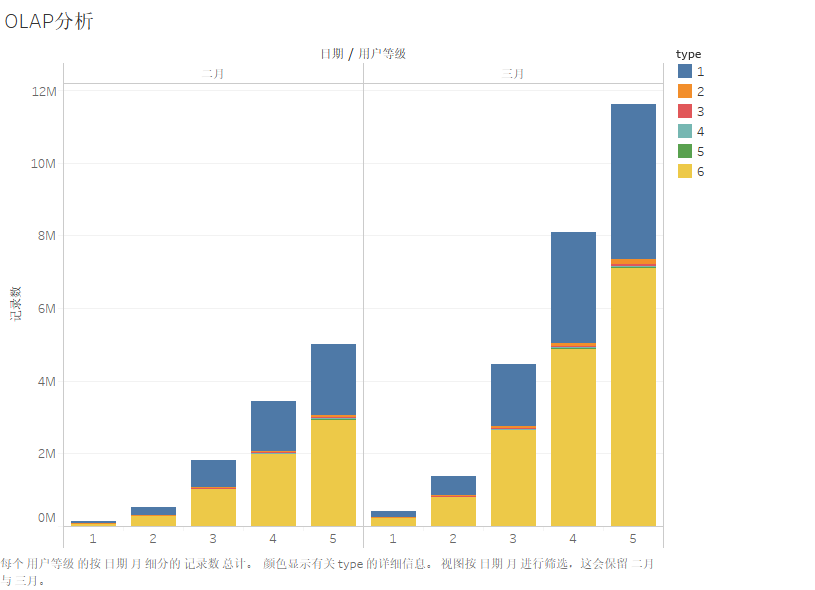 OLAP分析
日期 / 用户等级
二月
三月
type
1
2
3
4
5
6
12M
10M
8M
6M
4M
2M
0M
记录数
1 2 3 4 5 1 2 3 4 5
每个 用户等级 的按 日期 月 细分的 记录数 总计。 颜色显示有关 type 的详细信息。 视图按 日期 月 进行筛选，这会保留 二月
与 三月。